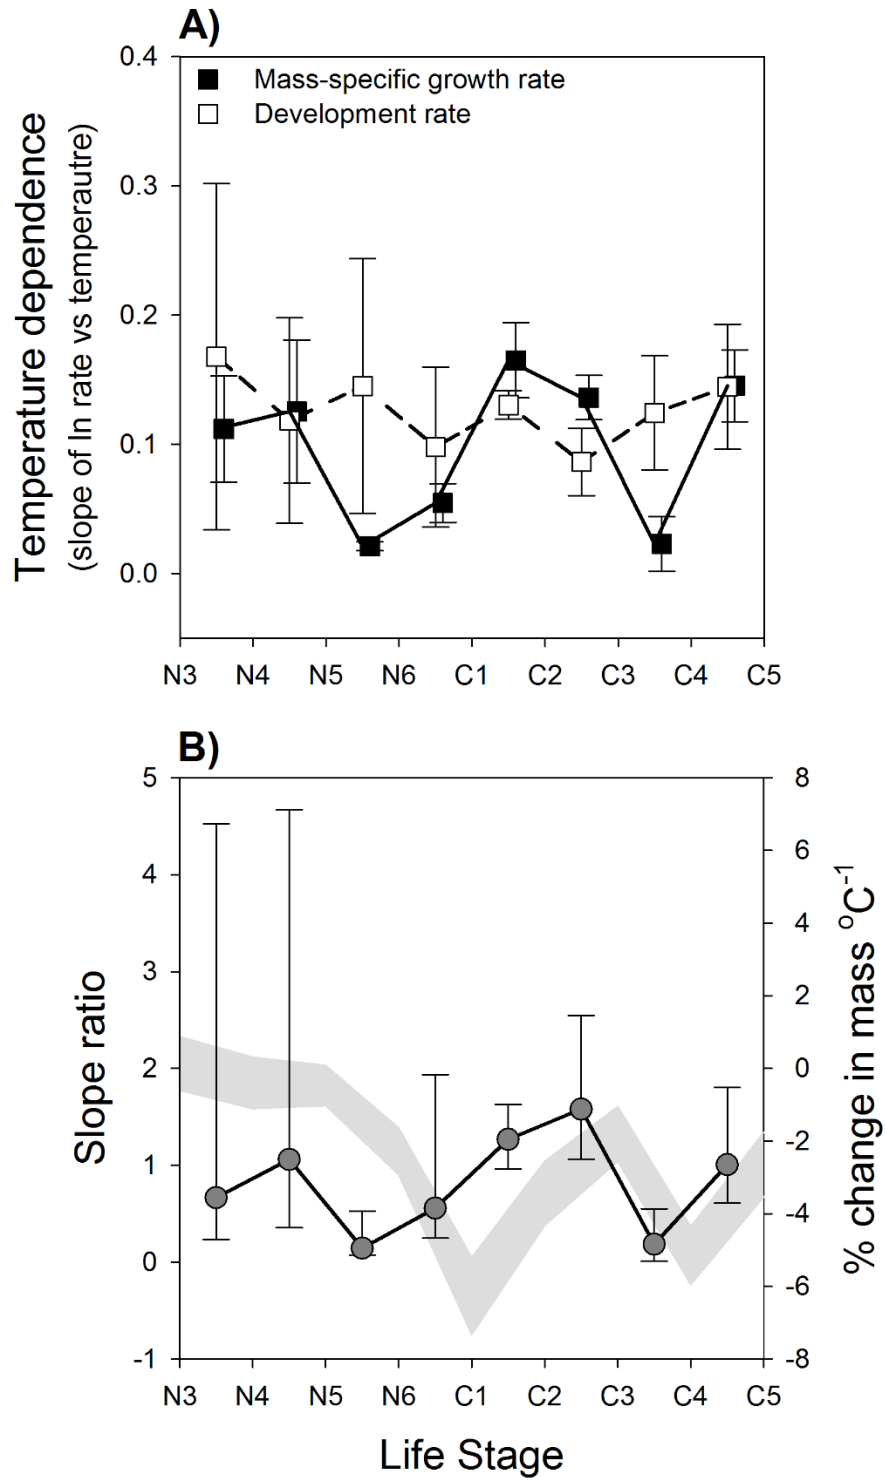 A)
Temperature dependence
(slope of ln rate vs temperautre)
0.4
0.3
0.2
0.1
0.0
Mass-specific growth rate
Development rate
N3 N4 N5 N6 C1 C2 C3 C4 C5
B)
Slope ratio
5
4
3
2
1
0
-1
8
6
4
2
0
-2
-4
-6
-8
% change in mass ºC-1
N3 N4 N5 N6 C1 C2 C3 C4 C5
Life Stage